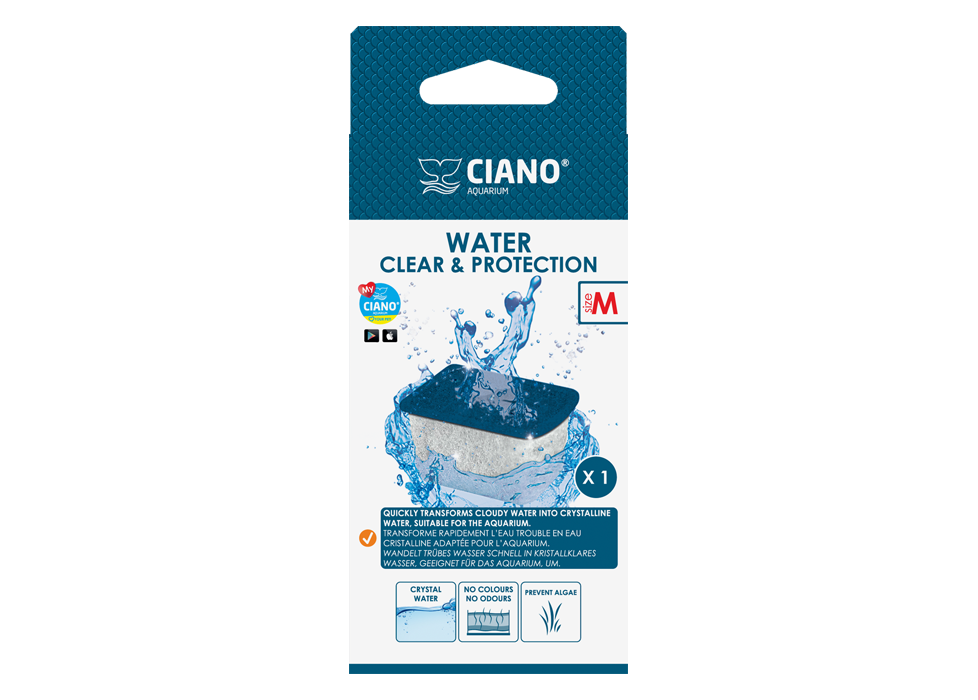 CIANO®
AQUARIUM
WATER
CLEAR & PROTECTION
My
CIANO®
AQUARIUM
size M
X 1
QUICKLY TRANSFORMS CLOUDY WATER INTO CRYSTALLINE
WATER, SUITABLE FOR THE AQUARIUM.
TRANSFORME RAPIDEMENT L'EAU TROUBLE EN EAU
CRISTALLINE ADAPTÉE POUR L'AQUARIUM.
WANDELT TRÜBES WASSER SCHNELL IN KRISTALLKLARES
WASSER, GEEIGNET FÜR DAS AQUARIUM, UM.
CRYSTAL
WATER
NO COLOURS
NO ODOURS
PREVENT ALGAE